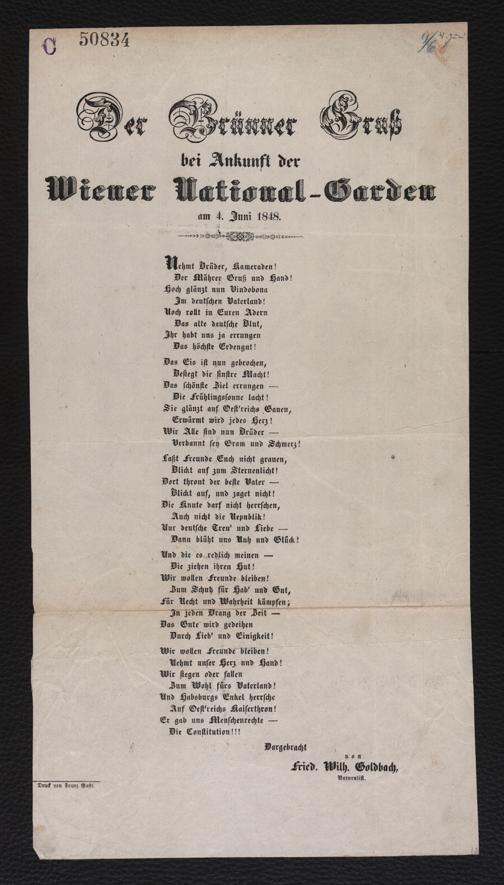 C 50834
Der Brünner Gruß
bei Ankunft der
Wiener National-Garden
am 4. Juni 1848.
Nehmt Brüder, Kameraden!
Der Mährer Gruß und Hand!
Hoch glänzt nun Vindobona
Im deutschen Vaterland!
Noch rollt in Euren Adern
Das alte deutsche Blut,
Ihr habt uns ja errungen
Das höchste Erdengut!
Das Eis ist nun gebrochen,
Besiegt die finstre Macht!
Das schönste Ziel errungen —
Die Frühlingssonne lacht!
Sie glänzt auf Oest'reichs Gauen,
Erwärmt wird jedes Herz!
Wir Alle sind nun Brüder —
Verbannt sey Gram und Schmerz!
Laßt Freunde Euch nicht grauen,
Blickt auf zum Sternenlicht!
Dort thront der beste Vater —
Blickt auf, und zaget nicht!
Die Knute darf nicht herrschen,
Auch nicht die Republik!
Nur deutsche Treu' und Liebe —
Dann blüht uns Ruh und Glück!
Und die es redlich meinen —
Die ziehen ihren Hut!
Wir wollen Freunde bleiben!
Zum Schutz für Hab' und Gut,
Für Recht und Wahrheit kämpfen;
In jeden Drang der Zeit —
Das Gute wird gedeihen
Durch Lieb' und Einigkeit!
Wir wollen Freunde bleiben!
Nehmt unser Herz und Hand!
Wir siegen oder fallen
Zum Wohl fürs Vaterland!
Und Habsburgs Enkel herrsche
Auf Oest'reichs Kaiserthron!
Er gab uns Menschenrechte —
Die Constitution!!!
Dargebracht
von
Fried. Wilh. Goldbach,
Naturalist.
Druck von Franz Gastl.